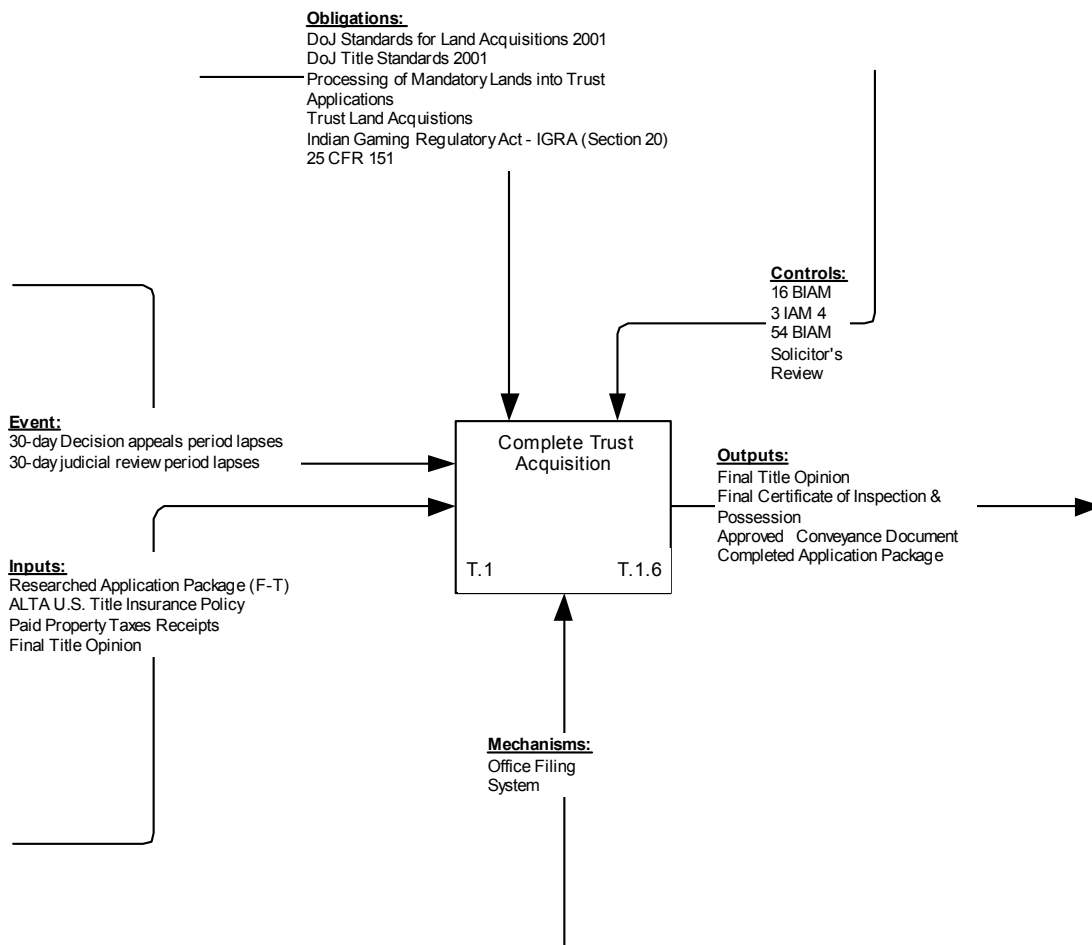 Obligations:
DoJ Standards for Land Acquisitions 2001
DoJ Title Standards 2001
Processing of Mandatory Lands into Trust
Applications
Trust Land Acquistions
Indian Gaming Regulatory Act - IGRA (Section 20)
25 CFR 151
Controls:
16 BIAM
3 IAM 4
54 BIAM
Solicitor's
Review
Event:
30-day Decision appeals period lapses
30-day judicial review period lapses
Complete Trust
Acquisition
T.1 T.1.6
Outputs:
Final Title Opinion
Final Certificate of Inspection &
Possession
Approved Conveyance Document
Completed Application Package
Inputs:
Researched Application Package (F-T)
ALTA U.S. Title Insurance Policy
Paid Property Taxes Receipts
Final Title Opinion
Mechanisms:
Office Filing
System